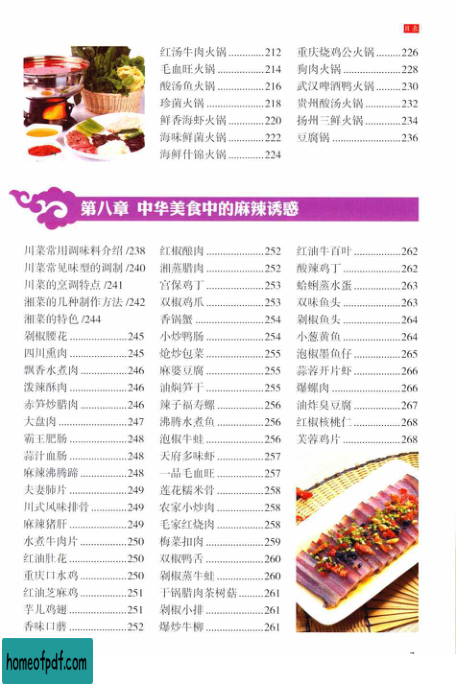 目录
红汤牛肉火锅 212
毛血旺火锅 214
酸汤鱼火锅 216
珍菌火锅 218
鲜香海虾火锅 220
海味鲜菌火锅 222
海鲜什锦火锅 224
重庆烧鸡公火锅 226
狗肉火锅 228
武汉啤酒鸭火锅 230
贵州酸汤火锅 232
扬州三鲜火锅 234
豆腐锅 236
第八章 中华美食中的麻辣诱惑
川菜常用调味料介绍 /238
川菜常见味型的调制 /240
川菜的烹调特点 /241
湘菜的几种制作方法 /242
湘菜的特色 /244
剁椒腰花 245
四川熏肉 245
飘香水煮肉 246
泼辣酥肉 246
赤笋炒腊肉 246
大盘肉 247
霸王肥肠 248
蒜汁血肠 248
麻辣沸腾蹄 248
夫妻肺片 249
川式风味排骨 249
麻辣猪肝 249
水煮牛肉片 250
红油肚花 250
重庆口水鸡 250
红油芝麻鸡 251
芋儿鸡翅 251
香味口蘑 252
红椒酿肉 252
湘蒸腊肉 252
宫保鸡丁 253
双椒鸡爪 253
香锅蟹 254
小炒鸭肠 254
炝炒包菜 255
麻婆豆腐 255
油焖笋干 255
辣子福寿螺 256
沸腾水煮鱼 256
泡椒牛蛙 256
天府多味虾 257
一品毛血旺 257
莲花糯米骨 258
农家小炒肉 258
毛家红烧肉 258
梅菜扣肉 259
双椒鸭舌 260
剁椒蒸牛蛙 260
干锅腊肉茶树菇 261
剁椒小排 261
爆炒牛柳 261
红油牛百叶 262
酸辣鸡丁 262
蛤蜊蒸水蛋 263
双味鱼头 263
剁椒鱼头 264
小葱黄鱼 264
泡椒墨鱼仔 265
蒜蓉开片虾 266
爆螺肉 266
油炸臭豆腐 267
红椒核桃仁 268
芙蓉鸡片 268
homeofpdf.com